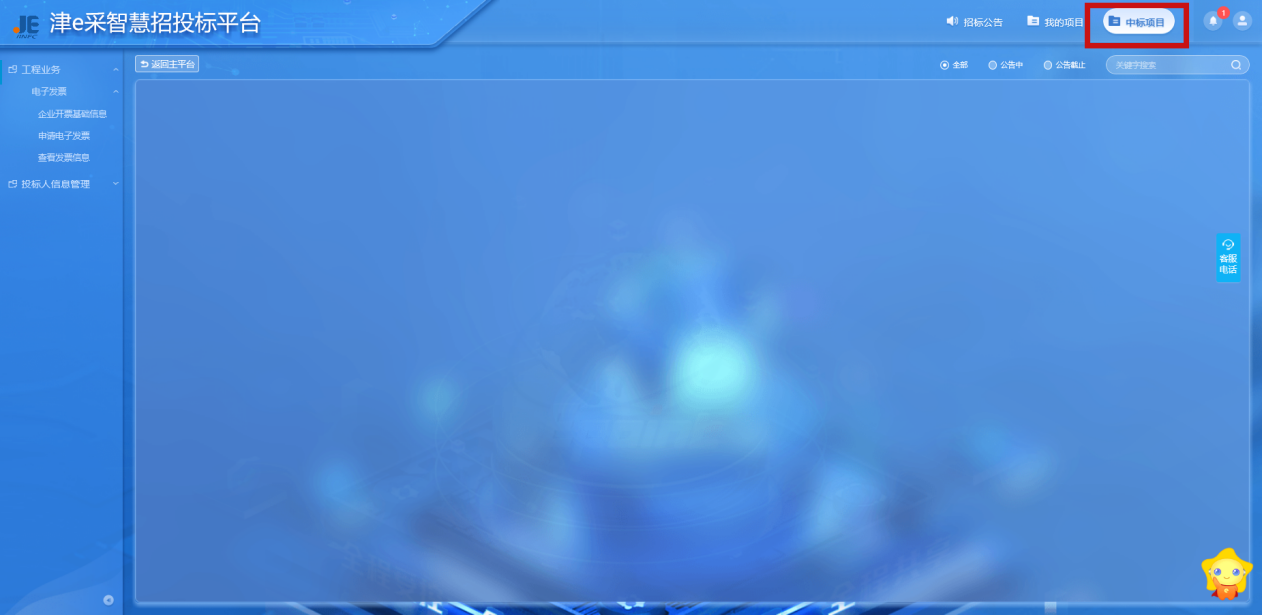 JE 津e采智慧招投标平台
JINPC
招标公告
我的项目
中标项目
1
工程业务
电子发票
企业开票基础信息
申请电子发票
查看发票信息
投标人信息管理
返回主平台
全部
公告中
公告截止
关键字搜索
客服
电话